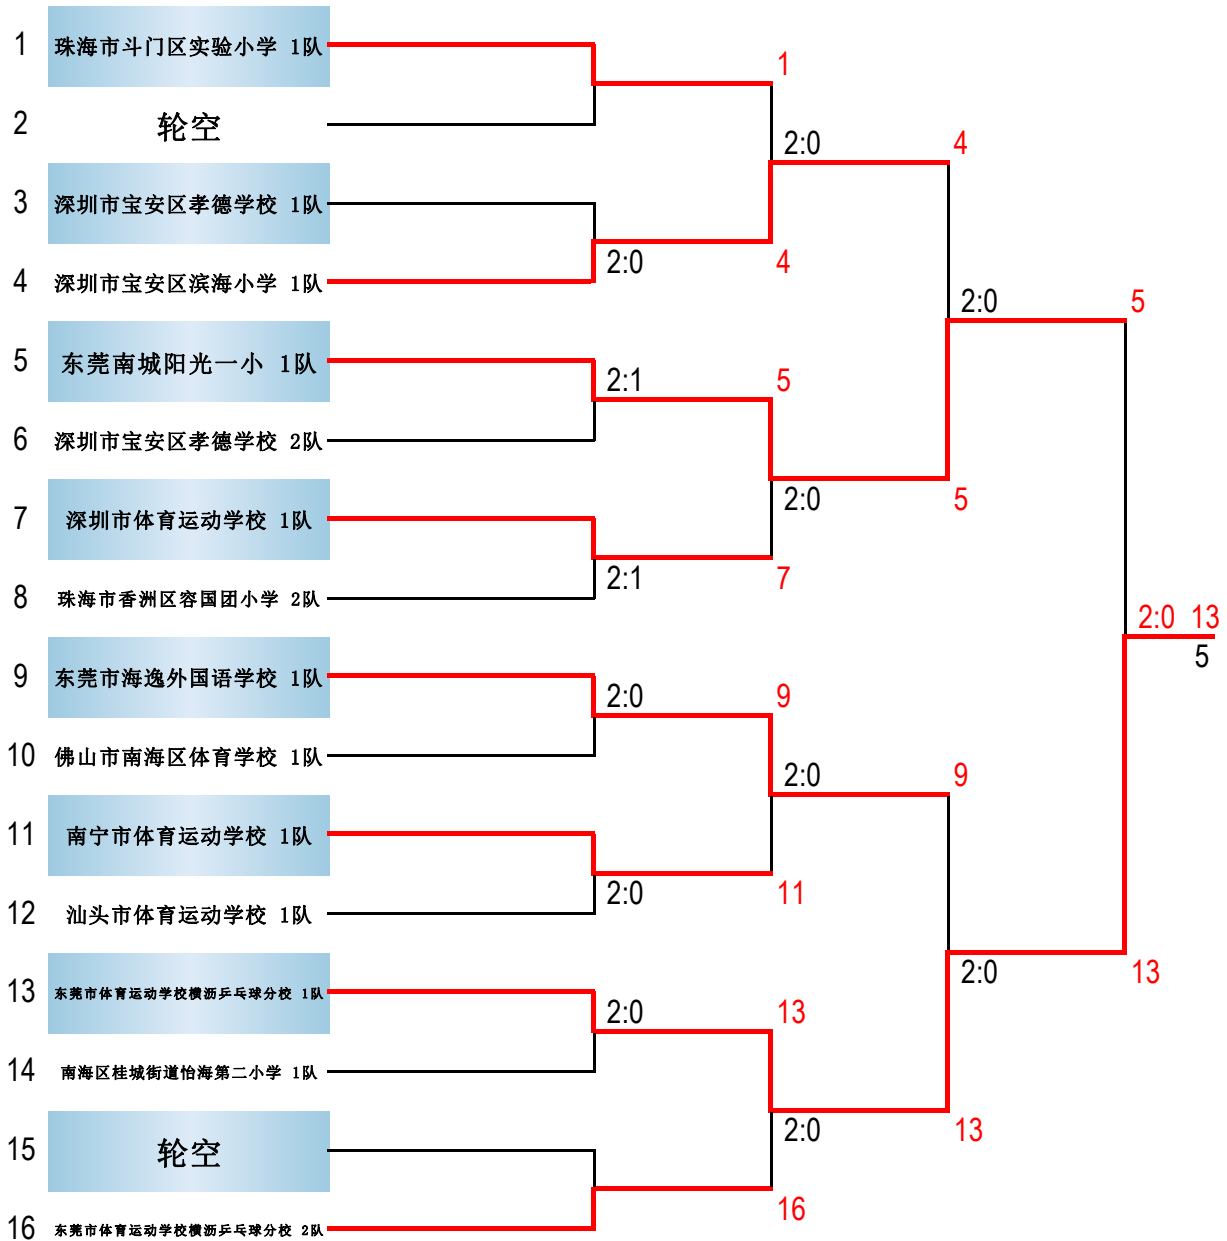 1 珠海市斗门区实验小学 1队
1
2 轮空
2:0 4
3 深圳市宝安区孝德学校 1队
2:0 4
4 深圳市宝安区滨海小学 1队
2:0 5
5 东莞南城阳光一小 1队
2:1 5
6 深圳市宝安区孝德学校 2队
2:0 5
7 深圳市体育运动学校 1队
2:1 7
8 珠海市香洲区容国团小学 2队
2:0 13
5
9 东莞市海逸外国语学校 1队
2:0 9
10 佛山市南海区体育学校 1队
2:0 9
11 南宁市体育运动学校 1队
2:0 11
12 汕头市体育运动学校 1队
2:0 13
13 东莞市体育运动学校横沥乒乓球分校 1队
2:0 13
14 南海区桂城街道怡海第二小学 1队
2:0 13
15 轮空
16
16 东莞市体育运动学校横沥乒乓球分校 2队